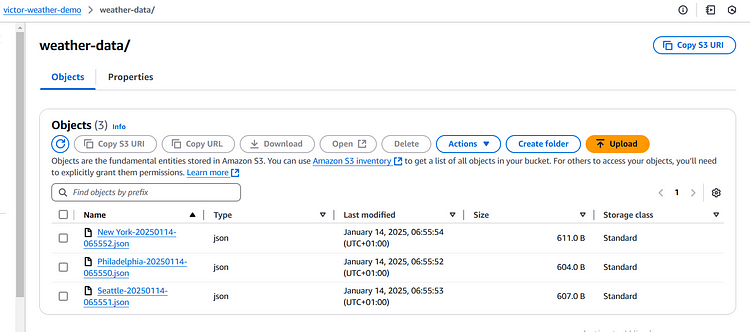 victor-weather-demo > weather-data/
weather-data/
Copy S3 URI
Objects
Properties
Objects (3) Info
Copy S3 URI
Copy URL
Download
Open
Delete
Actions
Create folder
Upload
Objects are the fundamental entities stored in Amazon S3. You can use Amazon S3 inventory to get a list of all objects in your bucket. For others to access your objects, you'll need
to explicitly grant them permissions. Learn more
Find objects by prefix
1
Name Type Last modified Size Storage class
New York-20250114-
065552.json
json
January 14, 2025, 06:55:54
(UTC+01:00)
611.0 B
Standard
Philadelphia-20250114-
065550.json
json
January 14, 2025, 06:55:52
(UTC+01:00)
604.0 B
Standard
Seattle-20250114-
065551.json
json
January 14, 2025, 06:55:53
(UTC+01:00)
607.0 B
Standard